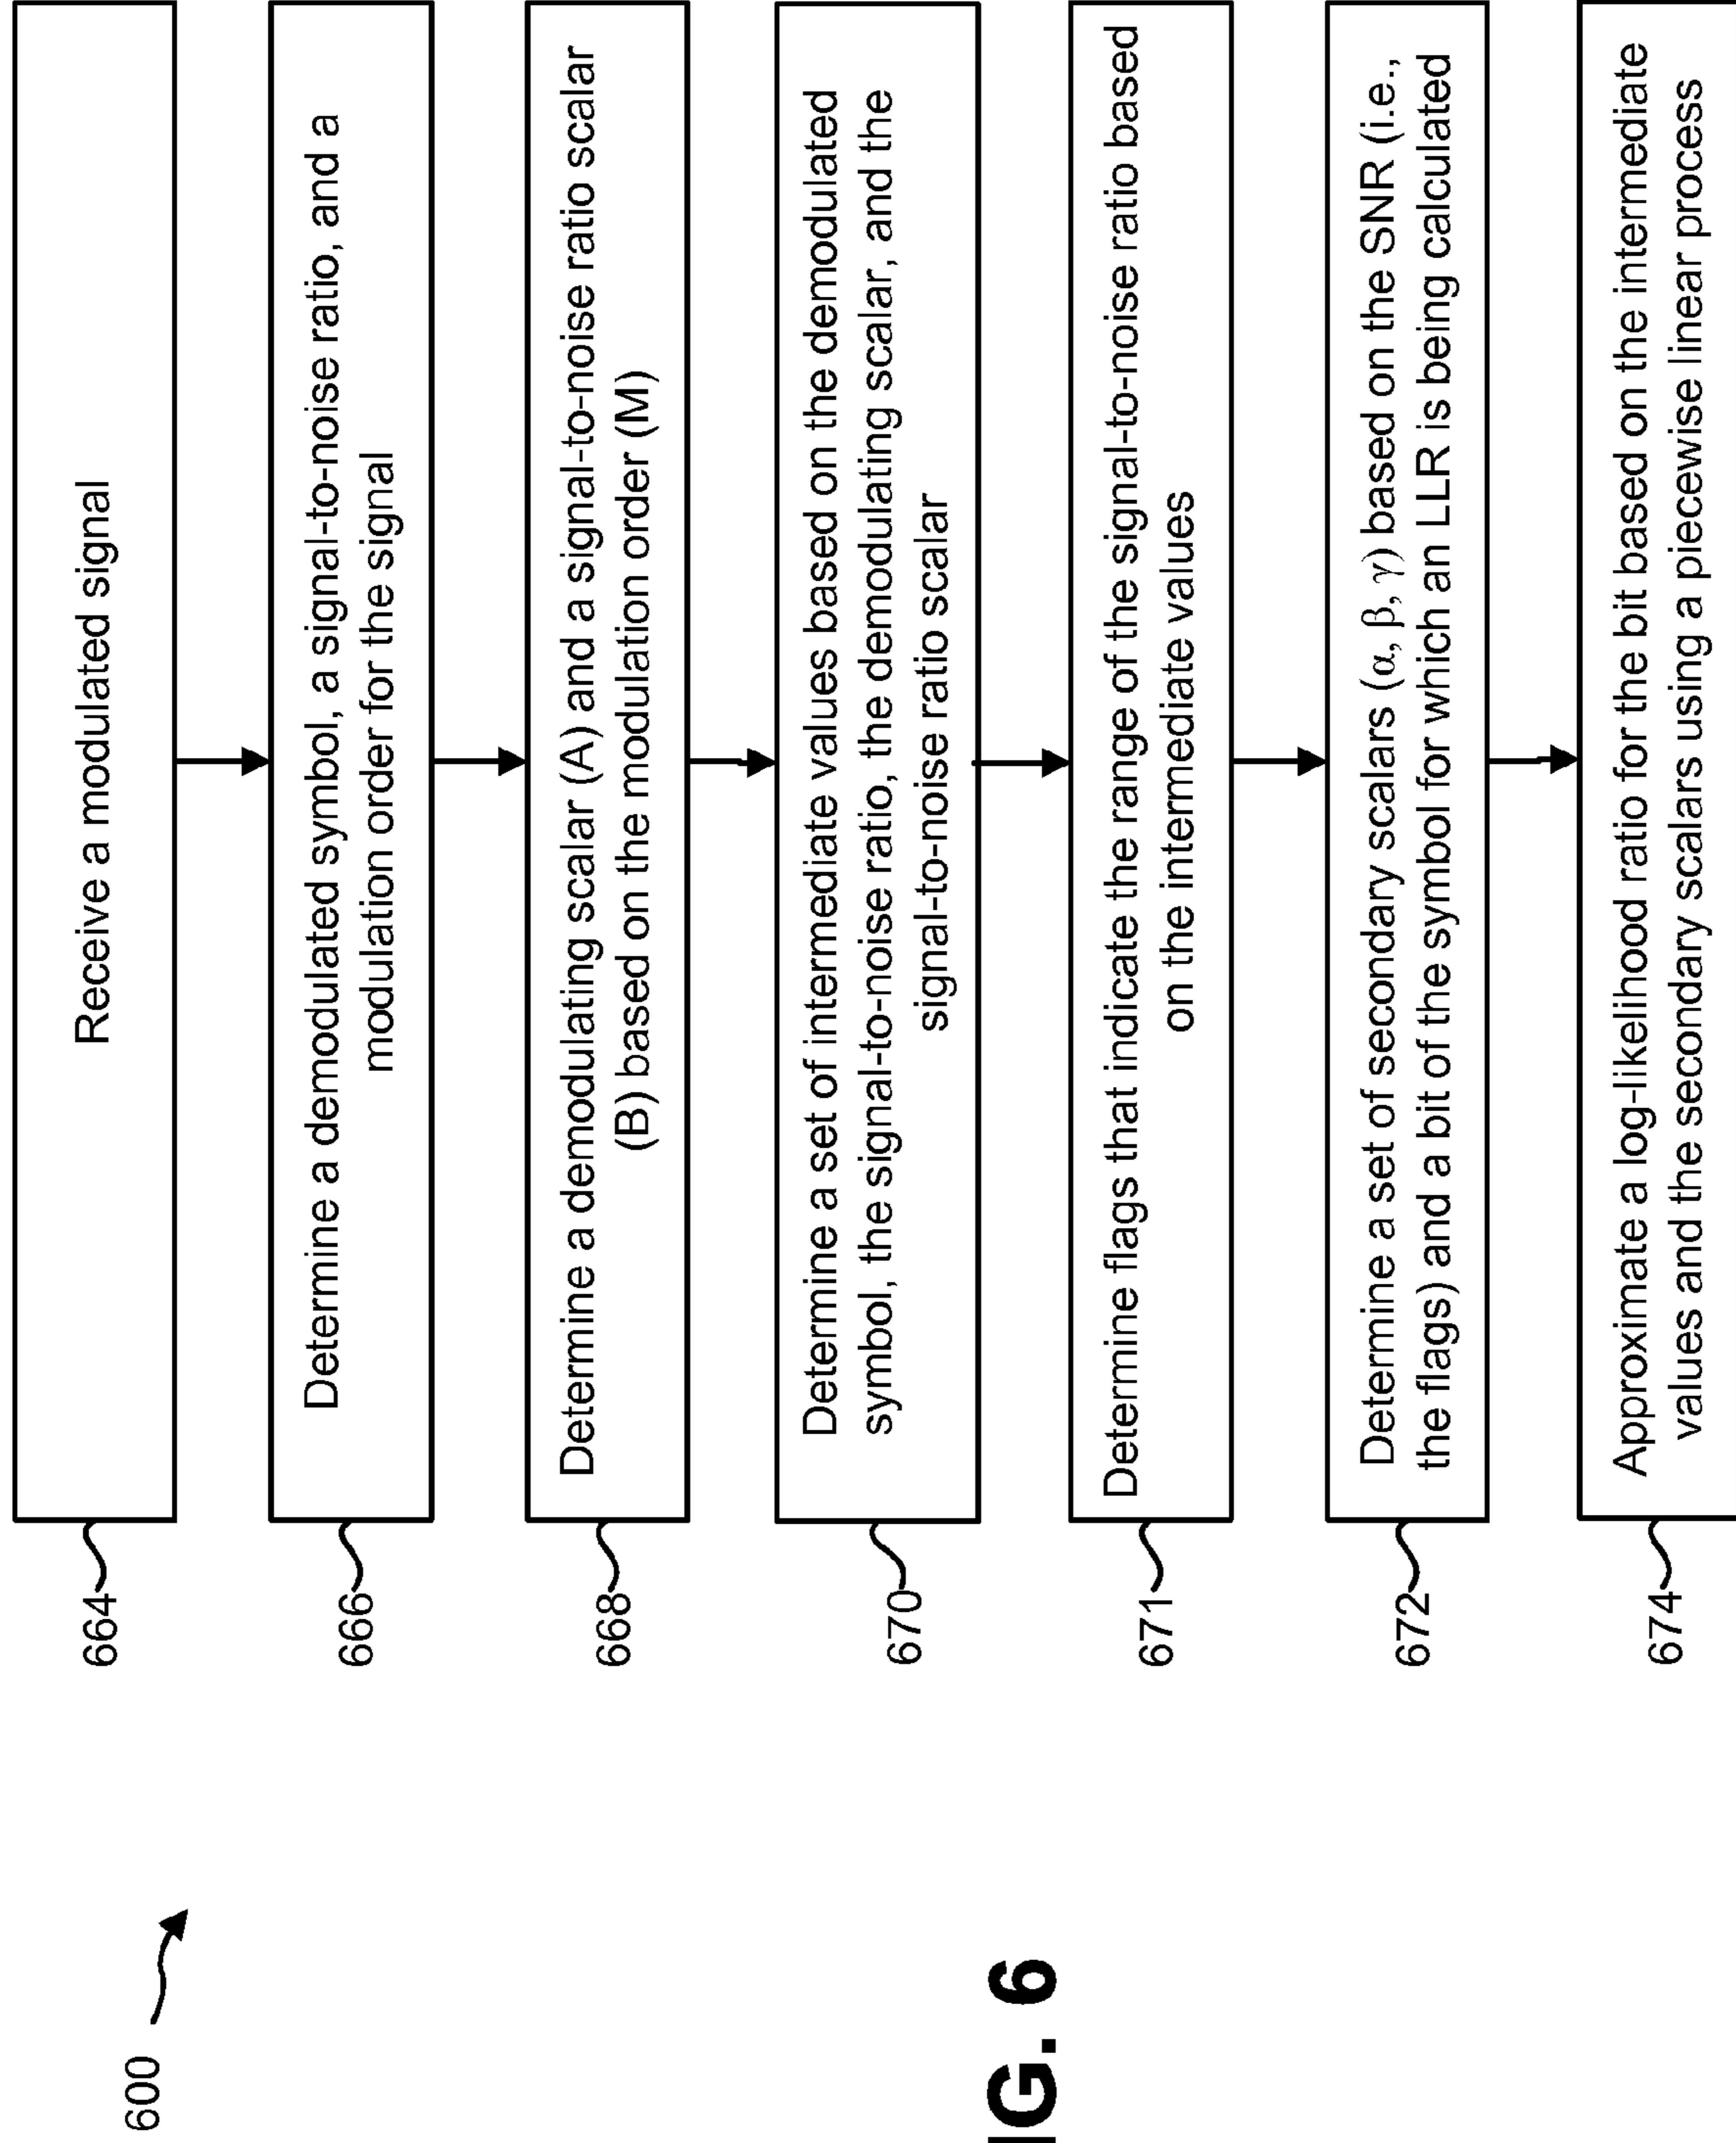 600
664
Receive a modulated signal
666
Determine a demodulated symbol, a signal-to-noise ratio, and a
modulation order for the signal
668
Determine a demodulating scalar (A) and a signal-to-noise ratio scalar
(B) based on the modulation order (M)
670
Determine a set of intermediate values based on the demodulated
symbol, the signal-to-noise ratio, the demodulating scalar, and the
signal-to-noise ratio scalar
671
Determine flags that indicate the range of the signal-to-noise ratio based
on the intermediate values
672
Determine a set of secondary scalars (α, β, γ) based on the SNR (i.e.,
the flags) and a bit of the symbol for which an LLR is being calculated
674
Approximate a log-likelihood ratio for the bit based on the intermediate
values and the secondary scalars using a piecewise linear process
IG. 6